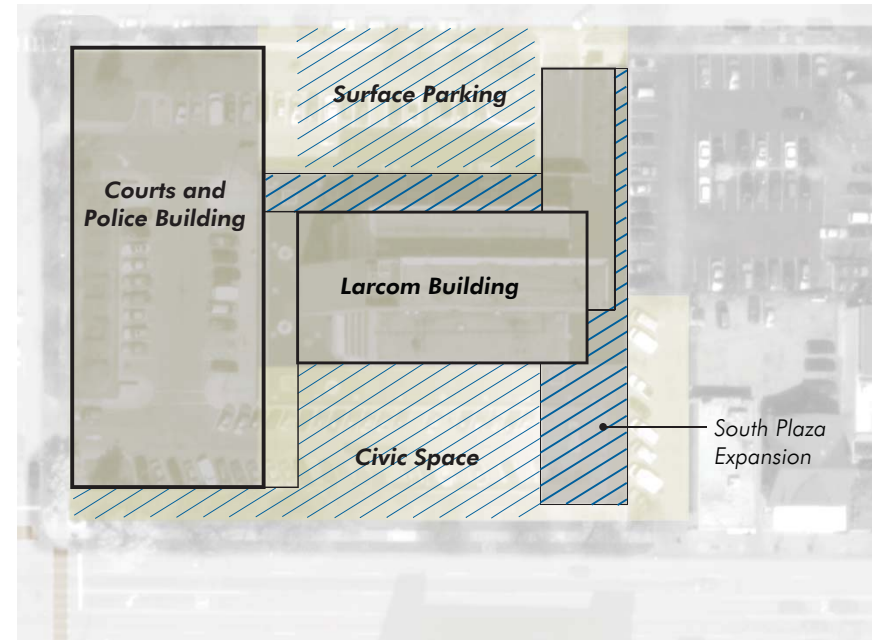 Surface Parking
Courts and
Police Building
Larcom Building
Civic Space
South Plaza
Expansion